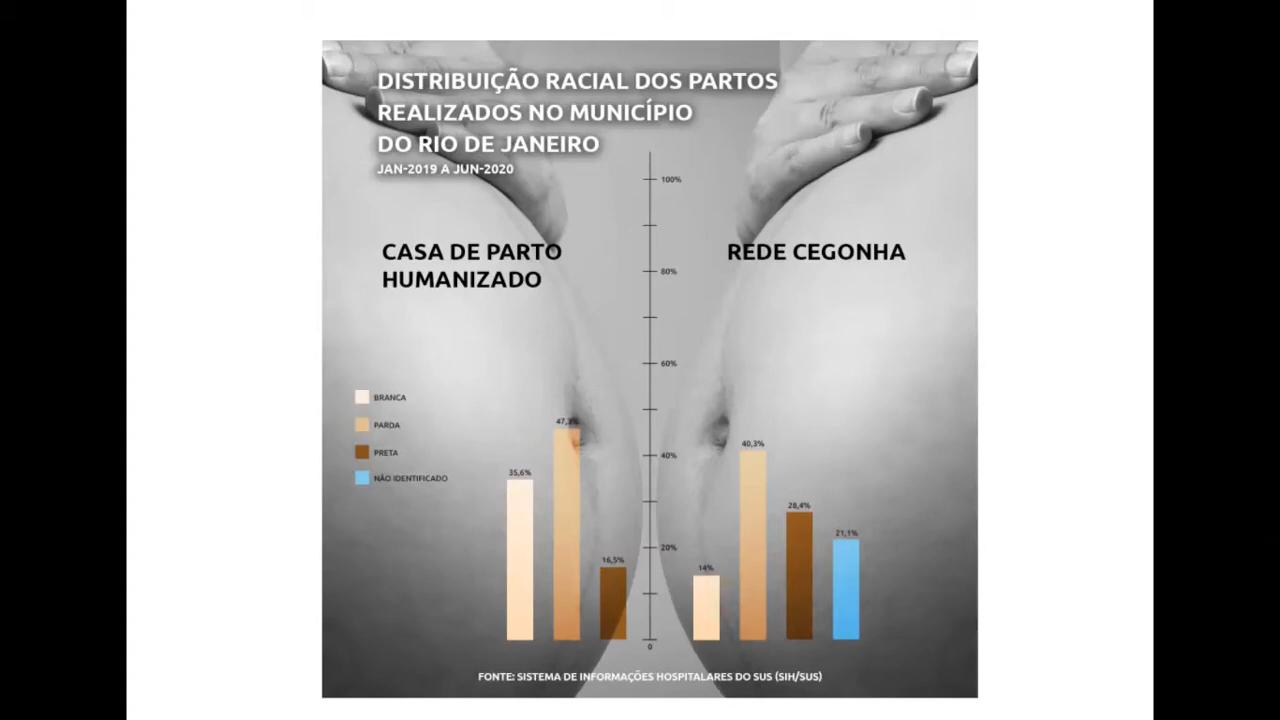 DISTRIBUIÇÃO RACIAL DOS PARTOS
REALIZADOS NO MUNICÍPIO
DO RIO DE JANEIRO
JAN-2019 A JUN-2020
CASA DE PARTO
HUMANIZADO
REDE CEGONHA
100%
80%
60%
40%
20%
0
BRANCA
PARDA
PRETA
NÃO IDENTIFICADO
35,6%
47,3%
16,5%
14%
40,3%
28,4%
21,1%
FONTE: SISTEMA DE INFORMAÇÕES HOSPITALARES DO SUS (SIH/SUS)